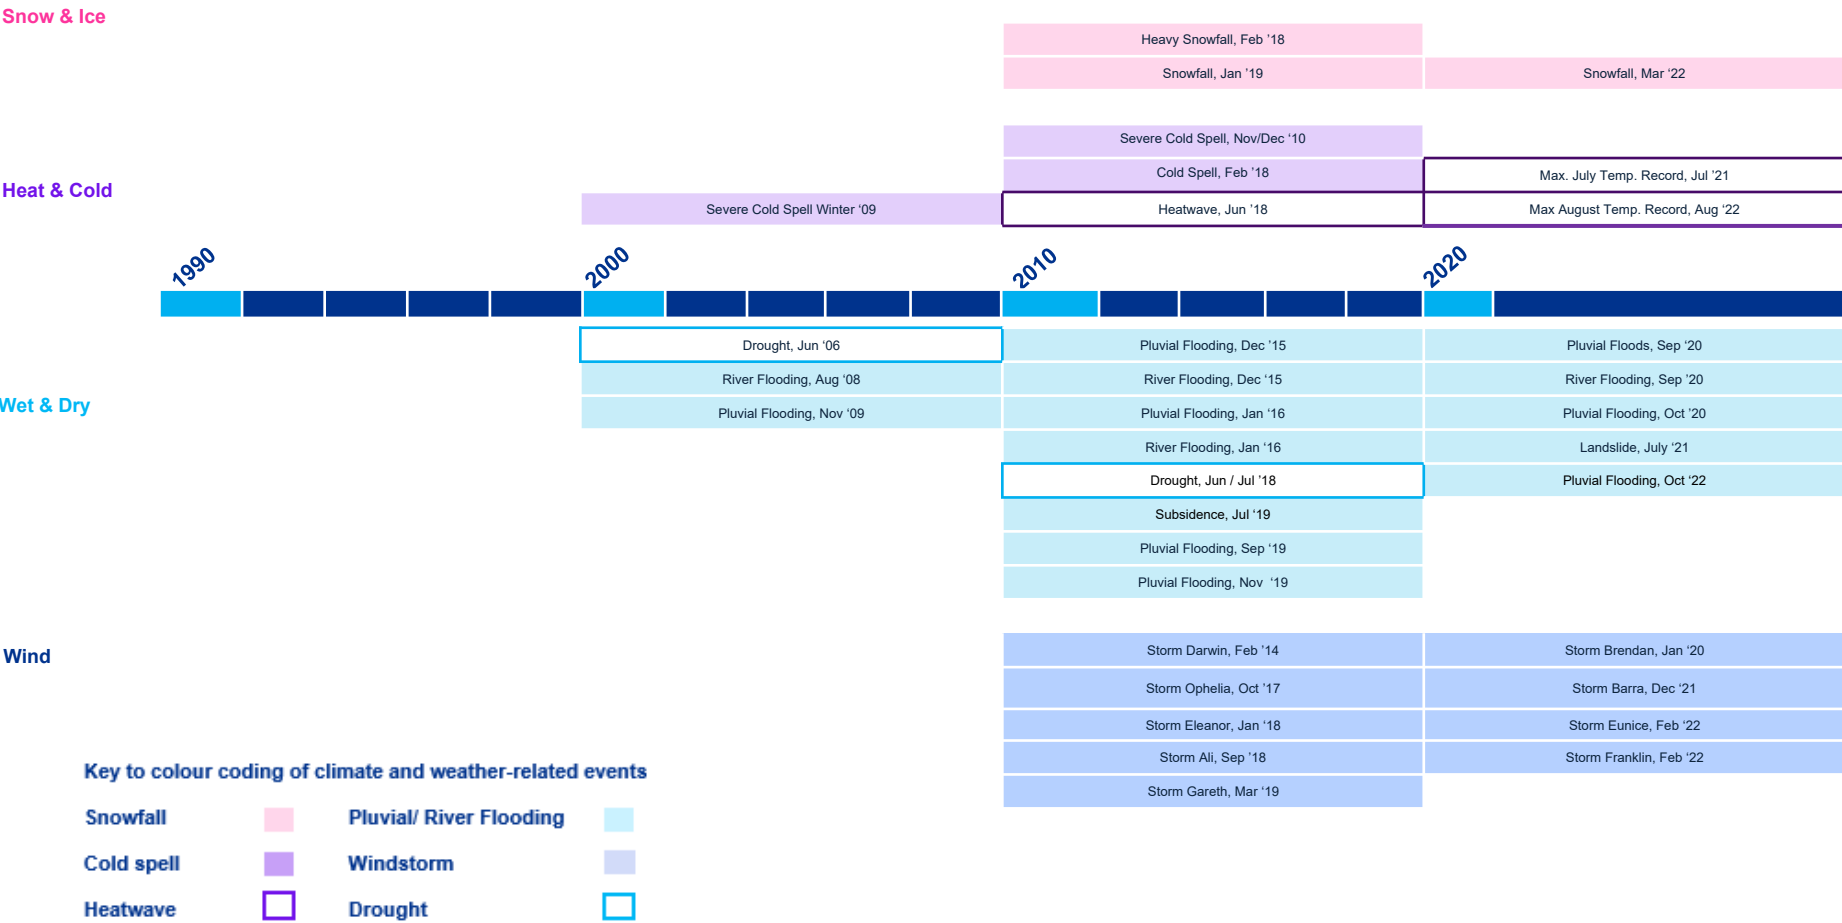 Snow & Ice
Heavy Snowfall, Feb ’18
Snowfall, Jan ’19
Snowfall, Mar ‘22
Heat & Cold
Severe Cold Spell, Nov/Dec ‘10
Cold Spell, Feb ’18
Max. July Temp. Record, Jul ’21
Severe Cold Spell Winter ‘09
Heatwave, Jun ’18
Max August Temp. Record, Aug ‘22
1990
2000
2010
2020
Wet & Dry
Drought, Jun ‘06
Pluvial Flooding, Dec ’15
Pluvial Floods, Sep ‘20
River Flooding, Aug ‘08
River Flooding, Dec ‘15
River Flooding, Sep ’20
Pluvial Flooding, Nov ‘09
Pluvial Flooding, Jan ‘16
Pluvial Flooding, Oct ’20
River Flooding, Jan ‘16
Landslide, July ‘21
Drought, Jun / Jul ’18
Pluvial Flooding, Oct ‘22
Subsidence, Jul ‘19
Pluvial Flooding, Sep ‘19
Pluvial Flooding, Nov ‘19
Wind
Storm Darwin, Feb ’14
Storm Brendan, Jan ‘20
Storm Ophelia, Oct ’17
Storm Barra, Dec ‘21
Storm Eleanor, Jan ‘18
Storm Eunice, Feb ‘22
Storm Ali, Sep ’18
Storm Franklin, Feb ‘22
Storm Gareth, Mar ‘19
Key to colour coding of climate and weather-related events
Snowfall
Pluvial/ River Flooding
Cold spell
Windstorm
Heatwave
Drought